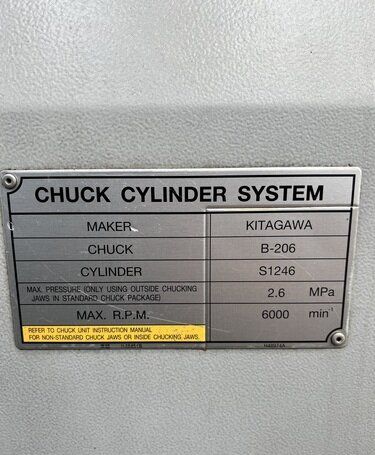 CHUCK CYLINDER SYSTEM
MAKER KITAGAWA
CHUCK B-206
CYLINDER S1246
MAX. PRESSURE (ONLY USING OUTSIDE CHUCKING
JAWS IN STANDARD CHUCK PACKAGE) 2.6 MPa
MAX. R.P.M. 6000 min⁻¹
REFER TO CHUCK UNIT INSTRUCTION MANUAL
FOR NON-STANDARD CHUCK JAWS OR INSIDE CHUCKING JAWS.